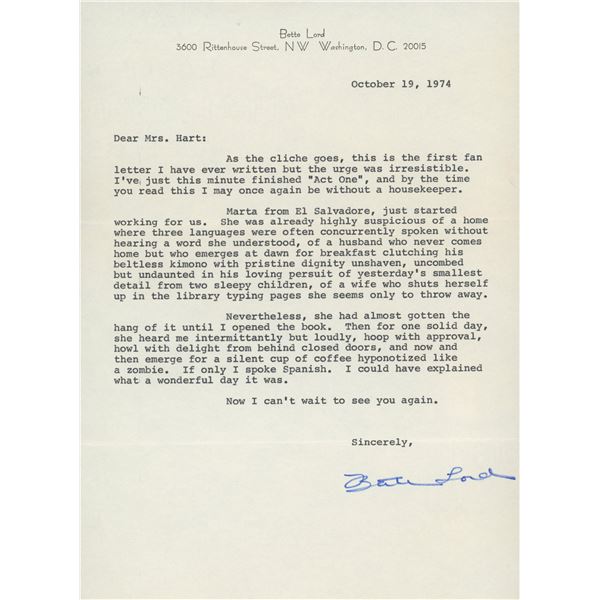 Bette Lord
3600 Rittenhouse Street, NW Washington, D.C. 20015
October 19, 1974
Dear Mrs. Hart:
As the cliche goes, this is the first fan
letter I have ever written but the urge was irresistible.
I've just this minute finished "Act One", and by the time
you read this I may once again be without a housekeeper.
Marta from El Salvadore, just started
working for us. She was already highly suspicious of a home
where three languages were often concurrently spoken without
hearing a word she understood, of a husband who never comes
home but who emerges at dawn for breakfast clutching his
beltless kimono with pristine dignity unshaven, uncombed
but undaunted in his loving persuit of yesterday's smallest
detail from two sleepy children, of a wife who shuts herself
up in the library typing pages she seems only to throw away.
Nevertheless, she had almost gotten the
hang of it until I opened the book. Then for one solid day,
she heard me intermittantly but loudly, hoop with approval,
howl with delight from behind closed doors, and now and
then emerge for a silent cup of coffee hyponotized like
a zombie. If only I spoke Spanish. I could have explained
what a wonderful day it was.
Now I can't wait to see you again.
Sincerely,
Bette Lord